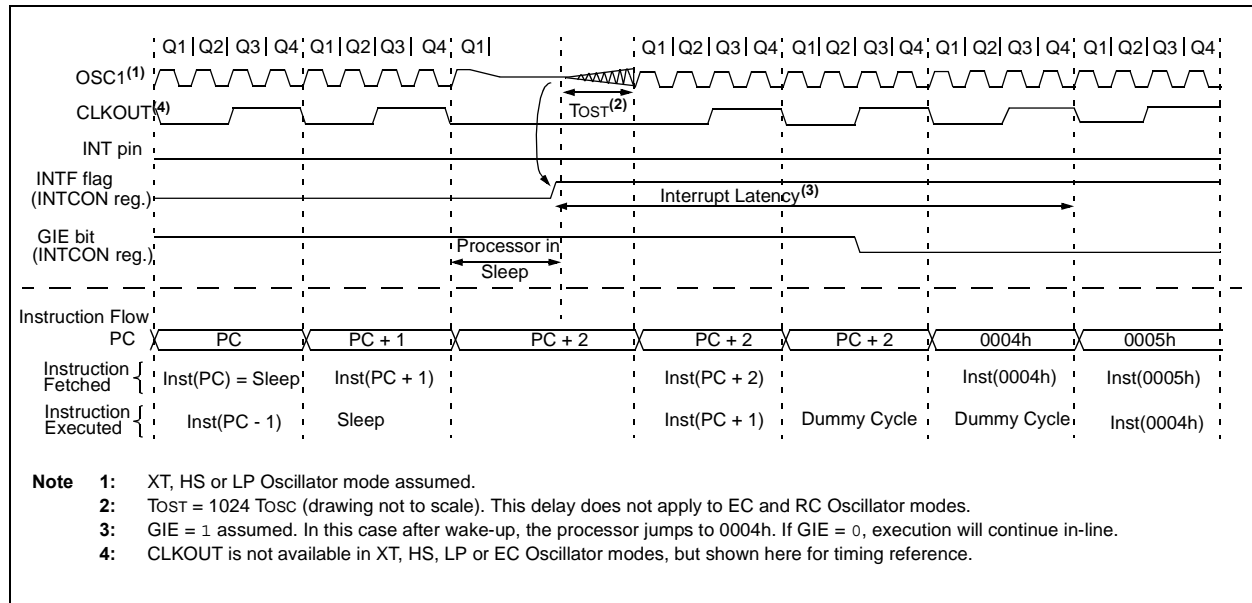 Q1 Q2 Q3 Q4 Q1 Q2 Q3 Q4 Q1 Q1 Q2 Q3 Q4 Q1 Q2 Q3 Q4 Q1 Q2 Q3 Q4 Q1 Q2 Q3 Q4
OSC1(1)
TOST(2)
CLKOUT(4)
INT pin
INTF flag
(INTCON reg.)
Interrupt Latency(3)
GIE bit
(INTCON reg.)
Processor in
Sleep
Instruction Flow
PC PC PC + 1 PC + 2 PC + 2 PC + 2 0004h 0005h
Instruction
Fetched
Inst(PC) = Sleep Inst(PC + 1) Inst(PC + 2) Inst(0004h) Inst(0005h)
Instruction
Executed
Inst(PC - 1) Sleep Inst(PC + 1) Dummy Cycle Dummy Cycle Inst(0004h)
Note 1: XT, HS or LP Oscillator mode assumed.
2: TOST = 1024 TOSC (drawing not to scale). This delay does not apply to EC and RC Oscillator modes.
3: GIE = 1 assumed. In this case after wake-up, the processor jumps to 0004h. If GIE = 0, execution will continue in-line.
4: CLKOUT is not available in XT, HS, LP or EC Oscillator modes, but shown here for timing reference.